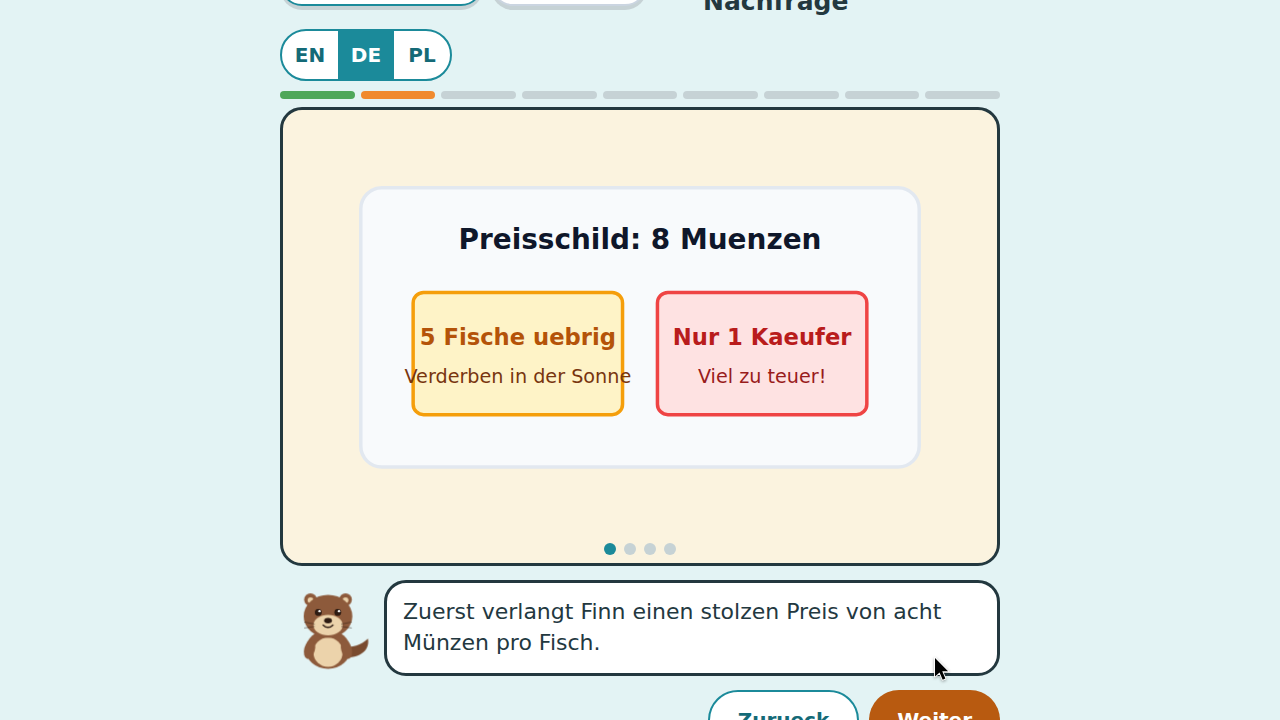 Nachfrage
EN DE PL
Preisschild: 8 Muenzen
5 Fische uebrig
Verderben in der Sonne
Nur 1 Kaeufer
Viel zu teuer!
Zuerst verlangt Finn einen stolzen Preis von acht
Münzen pro Fisch.
Zurueck
Weiter